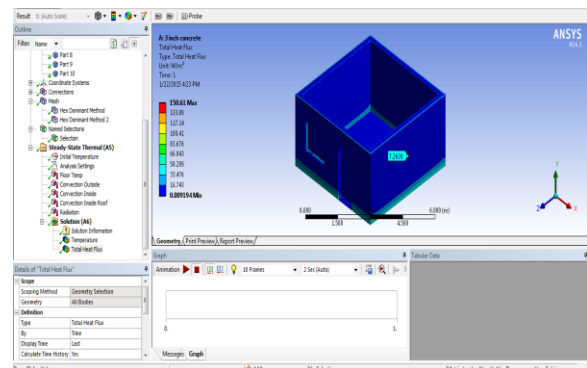 Result 0. (Auto Scale)
Probe
Outline
Filter: Name
Part 8
Part 9
Part 10
Coordinate Systems
Connections
Mesh
Hex Dominant Method
Hex Dominant Method 2
Named Selections
Selection
Steady-State Thermal (A5)
Initial Temperature
Analysis Settings
Floor Temp
Convection Outside
Convection Inside
Convection Inside Roof
Radiation
Solution (A6)
Solution Information
Temperature
Total Heat Flux
Details of "Total Heat Flux"
Scope
Scoping Method Geometry Selection
Geometry All Bodies
Definition
Type Total Heat Flux
By Time
Display Time Last
Calculate Time History Yes
A: 3 inch concrete
Total Heat Flux
Type: Total Heat Flux
Unit: W/m²
Time: 1
1/22/2015 4:23 PM
150.61 Max
133.88
117.14
100.41
83.676
66.943
50.209
33.476
16.743
0.009194 Min
ANSYS
R14.5
7.2639
0.000
1.500
3.000
4.500
6.000 (m)
Y
Z
X
Geometry Print Preview Report Preview
Graph
Animation
10 Frames
2 Sec (Auto)
0.
1.
Messages Graph
Tabular Data